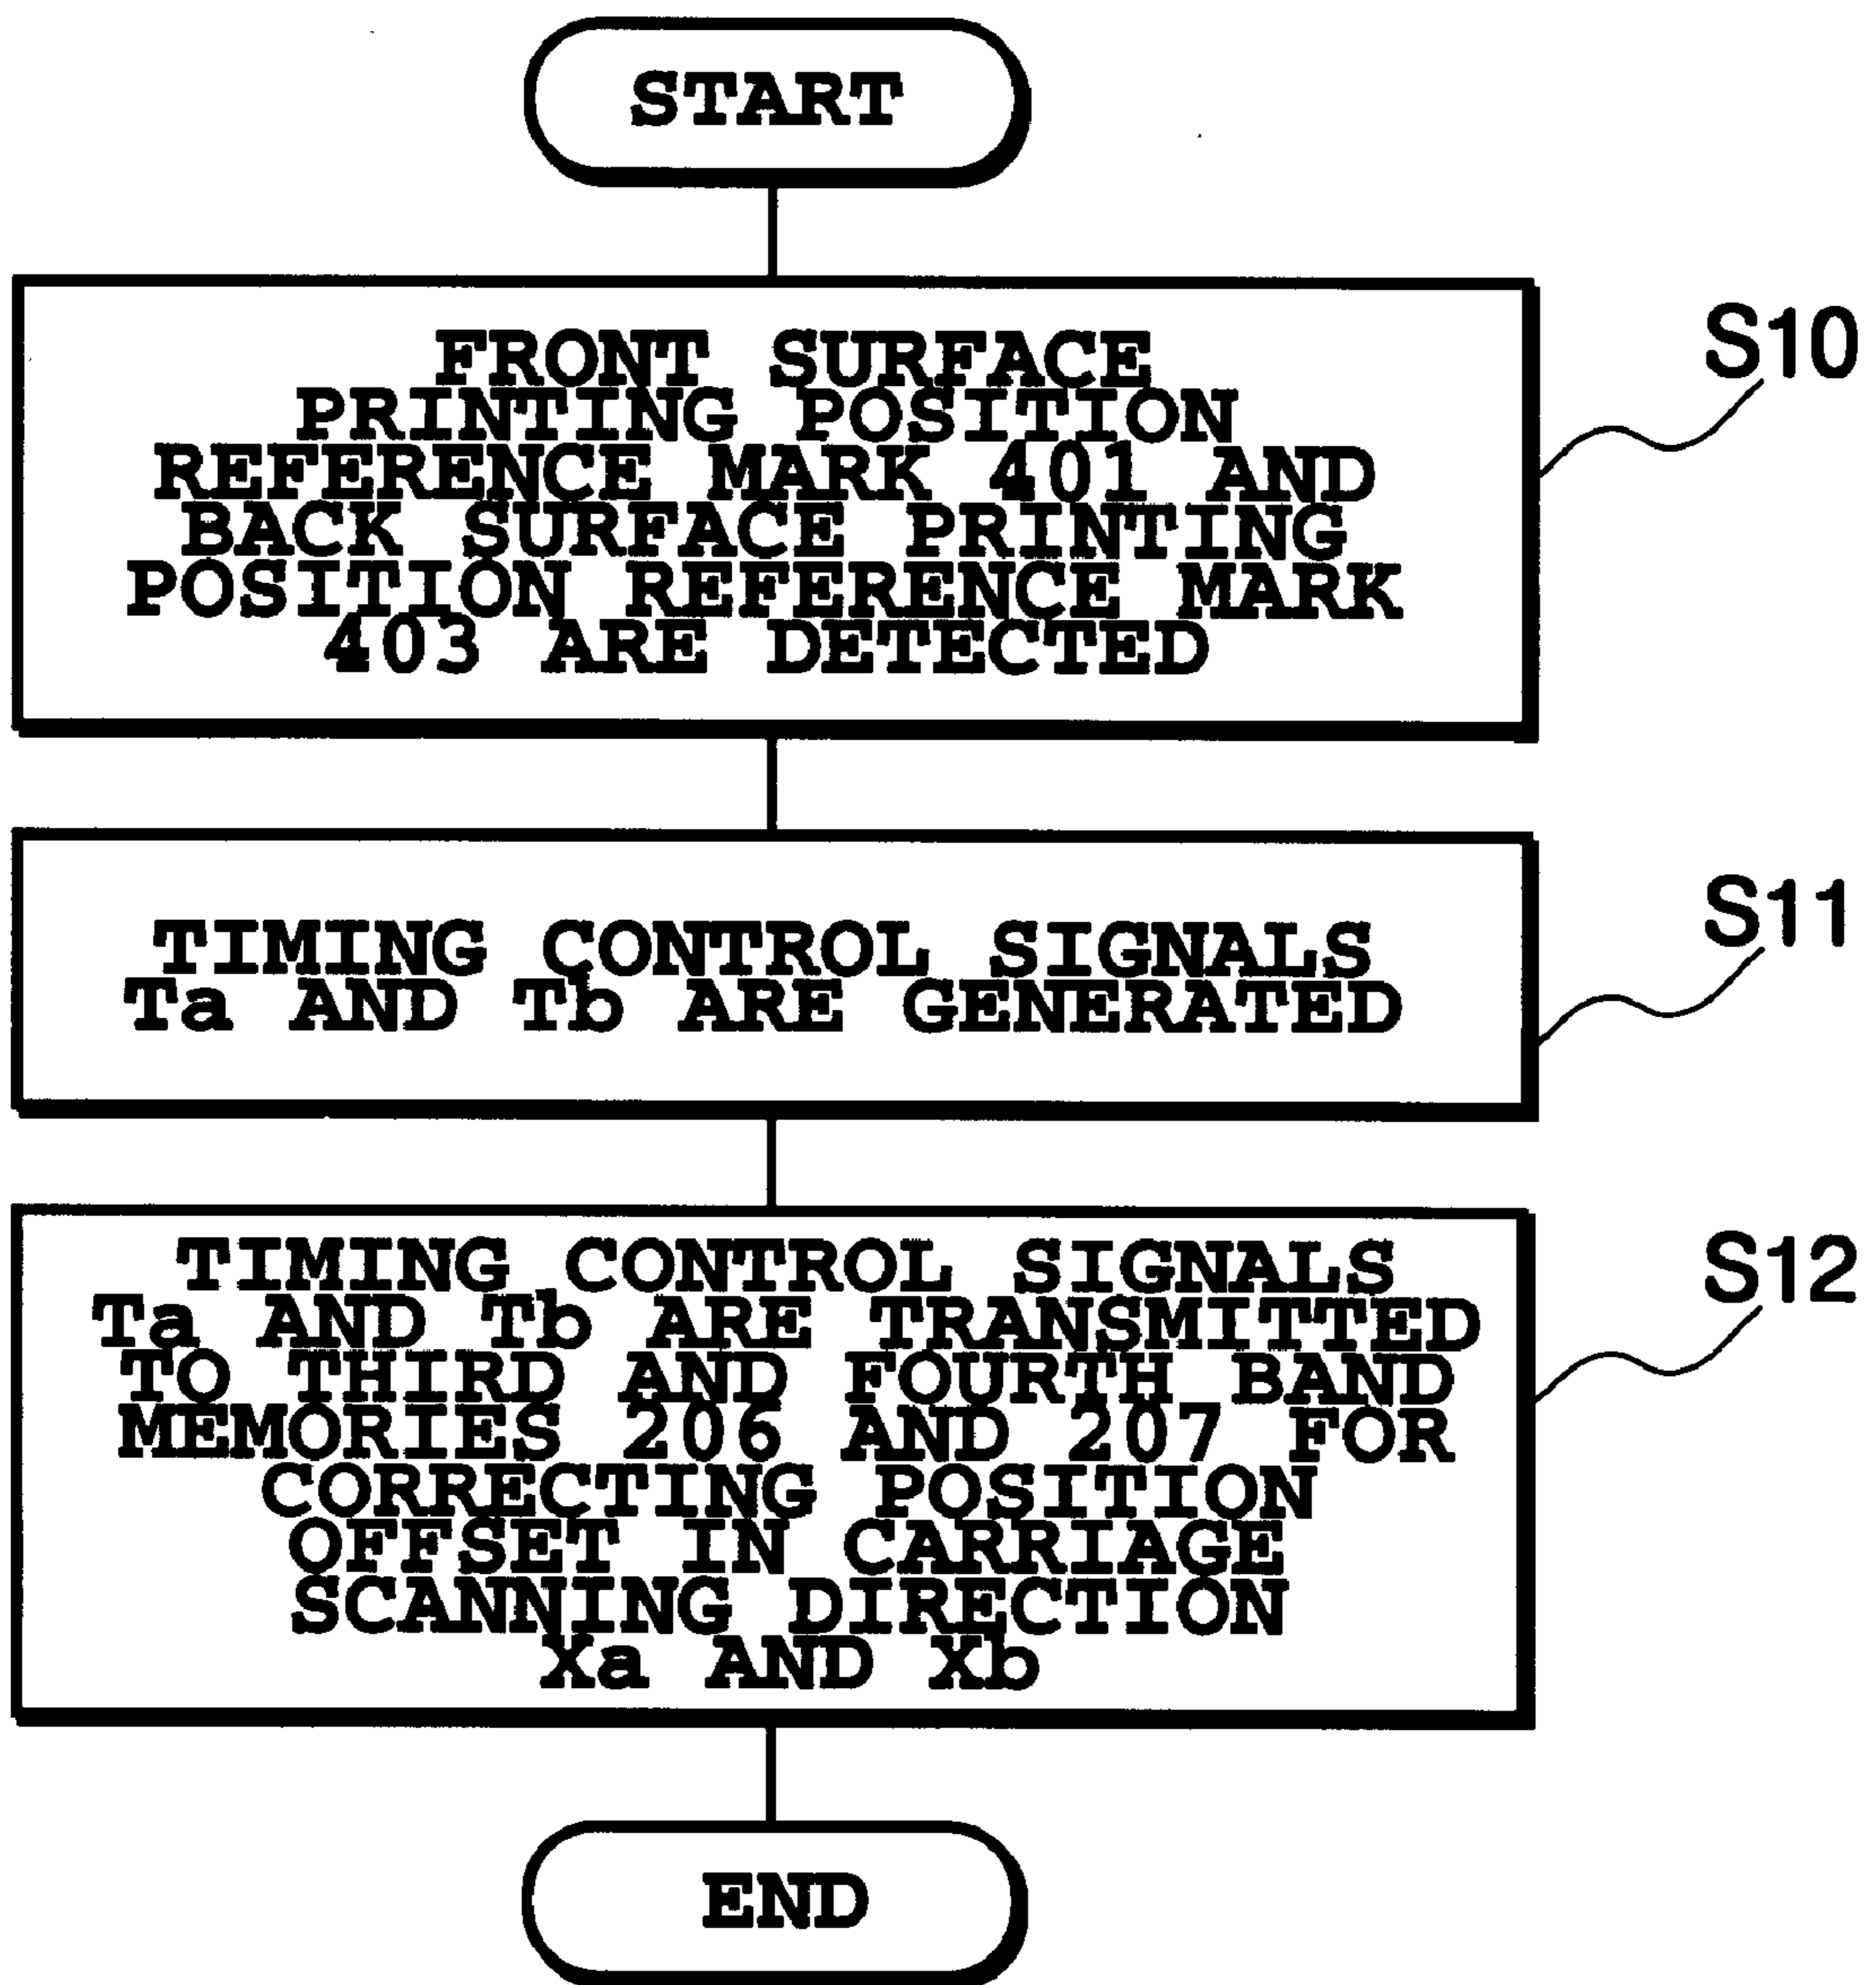 START
FRONT SURFACE
PRINTING POSITION
REFERENCE MARK 401 AND
BACK SURFACE PRINTING
POSITION REFERENCE MARK
403 ARE DETECTED
S10
TIMING CONTROL SIGNALS
Ta AND Tb ARE GENERATED
S11
TIMING CONTROL SIGNALS
Ta AND Tb ARE TRANSMITTED
TO THIRD AND FOURTH BAND
MEMORIES 206 AND 207 FOR
CORRECTING POSITION
OFFSET IN CARRIAGE
SCANNING DIRECTION
Xa AND Xb
S12
END